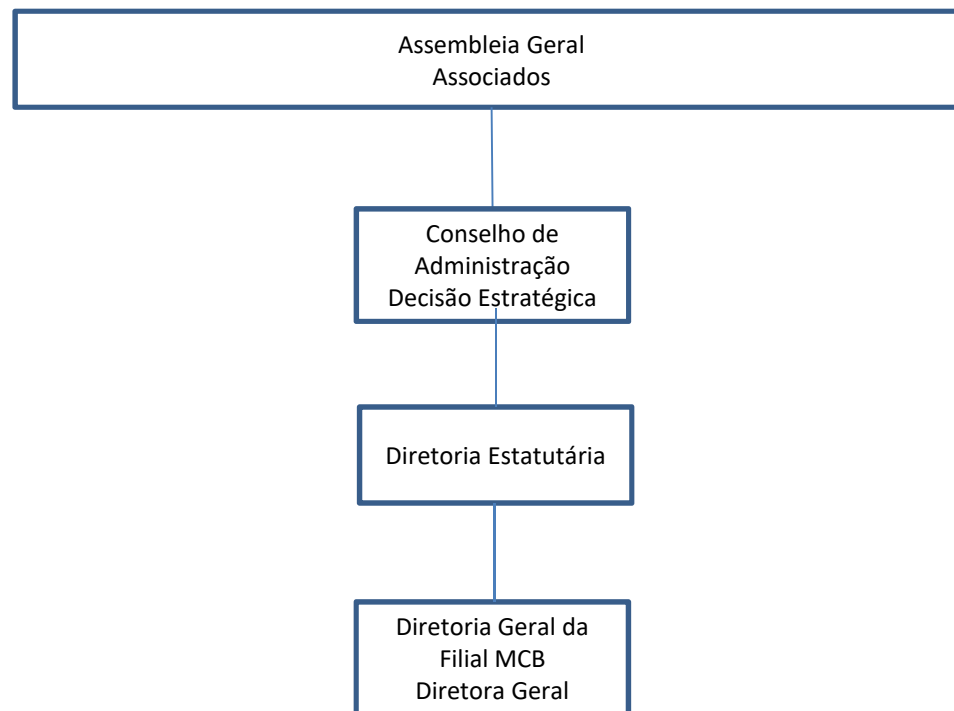 Assembleia Geral
Associados
Conselho de
Administração
Decisão Estratégica
Diretoria Estatutária
Diretoria Geral da
Filial MCB
Diretora Geral